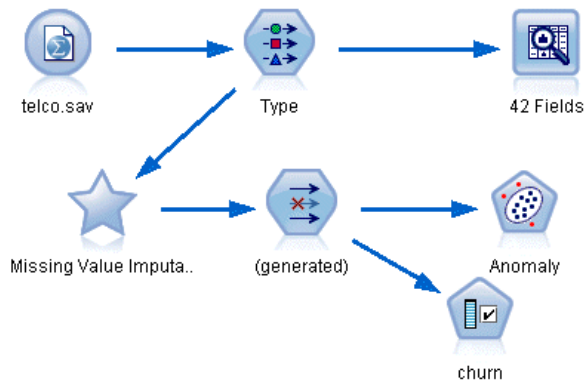 telco.sav
Type
42 Fields
Missing Value Imputa..
(generated)
Anomaly
churn